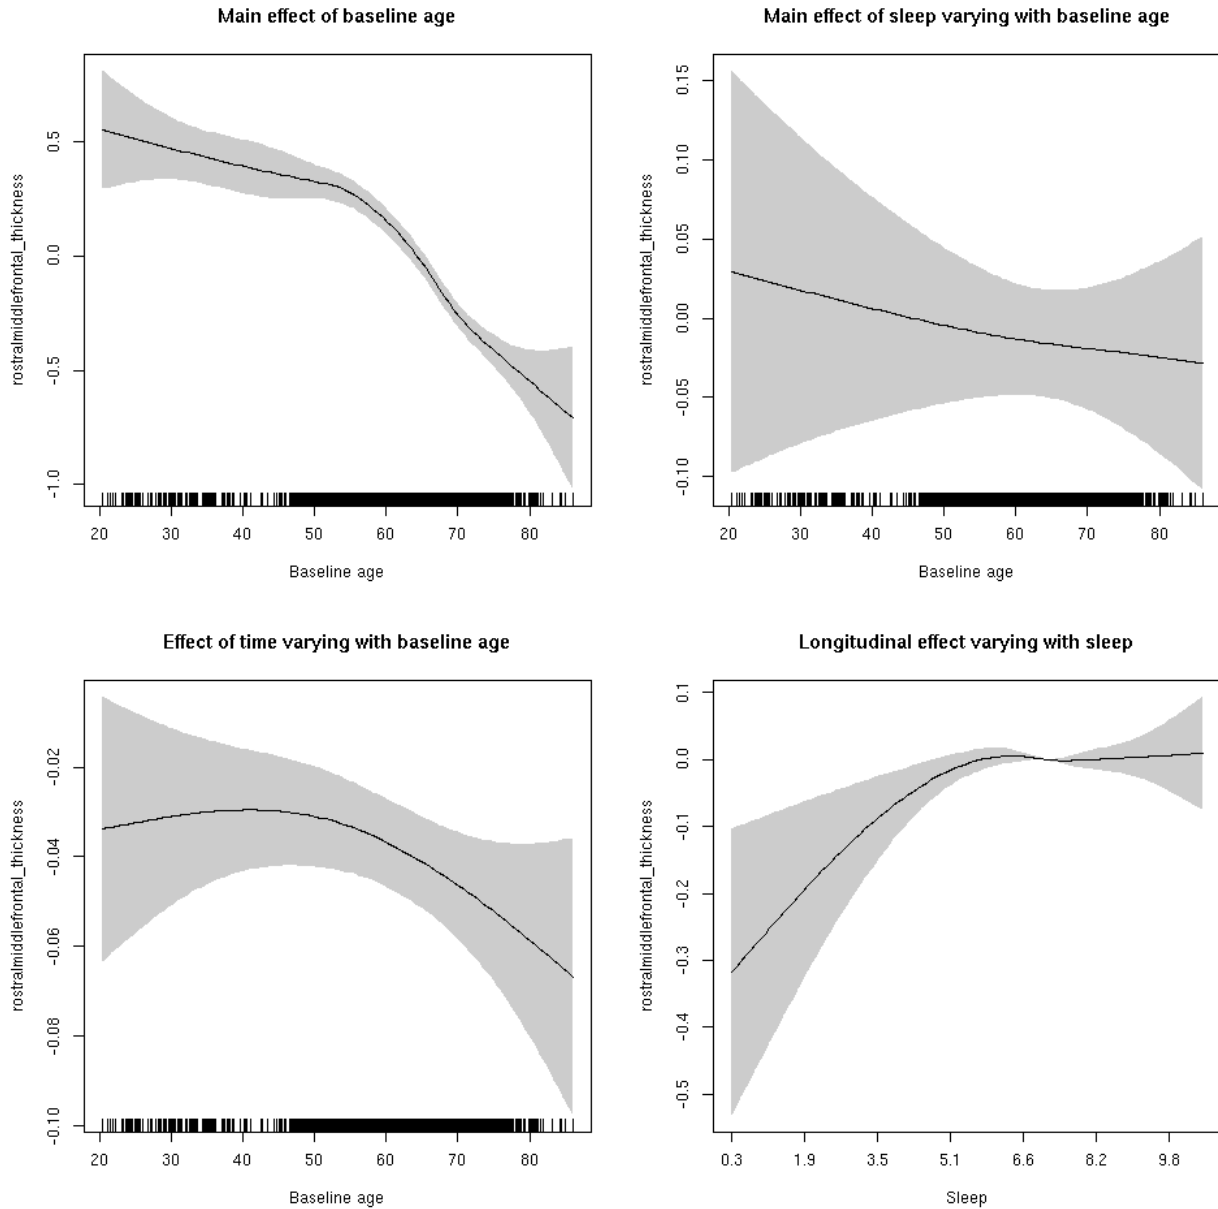 Main effect of baseline age
rostralmiddlefrontal_thickness
0.5
0.0
-0.5
-1.0
20 30 40 50 60 70 80
Baseline age
Main effect of sleep varying with baseline age
rostralmiddlefrontal_thickness
0.15
0.10
0.05
0.00
-0.05
-0.10
20 30 40 50 60 70 80
Baseline age
Effect of time varying with baseline age
rostralmiddlefrontal_thickness
-0.02
-0.04
-0.06
-0.08
-0.10
20 30 40 50 60 70 80
Baseline age
Longitudinal effect varying with sleep
rostralmiddlefrontal_thickness
0.1
0.0
-0.1
-0.2
-0.3
-0.4
-0.5
0.3 1.9 3.5 5.1 6.6 8.2 9.8
Sleep